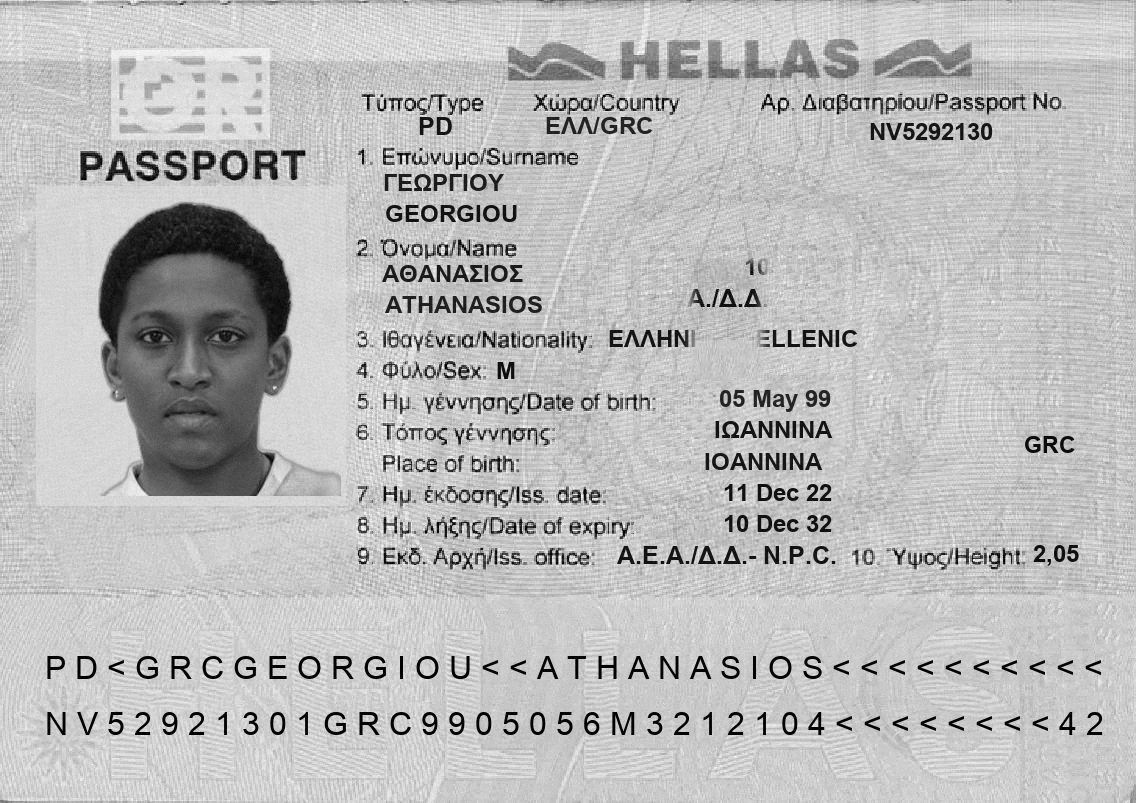 GR
HELLAS
PASSPORT
Τύπος/Type Χώρα/Country Αρ. Διαβατηρίου/Passport No.
PD ΕΛΛ/GRC NV5292130
1. Επώνυμο/Surname
ΓΕΩΡΓΙΟΥ
GEORGIOU
2. Όνομα/Name
ΑΘΑΝΑΣΙΟΣ 10
ATHANASIOS Α./Δ.Δ.
3. Ιθαγένεια/Nationality: ΕΛΛΗΝΙ ELLENIC
4. Φύλο/Sex: M
5. Ημ. γέννησης/Date of birth: 05 May 99
6. Τόπος γέννησης: ΙΩΑΝΝΙΝΑ
Place of birth: IOANNINA GRC
7. Ημ. έκδοσης/Iss. date: 11 Dec 22
8. Ημ. λήξης/Date of expiry: 10 Dec 32
9 Εκδ. Αρχή/Iss. office: Α.Ε.Α./Δ.Δ.- N.P.C. 10. Ύψος/Height: 2,05
HELLAS
PD<GRCGEORGIOU<<ATHANASIOS<<<<<<<<<<
NV52921301GRC9905056M3212104<<<<<<<<42